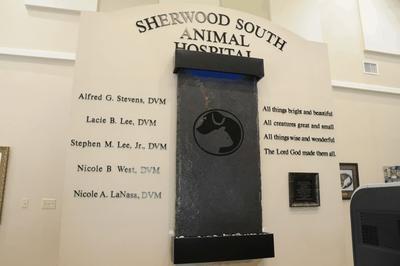 SHERWOOD SOUTH
ANIMAL
HOSPITAL
Alfred G. Stevens, DVM
Lacie B. Lee, DVM
Stephen M. Lee, Jr., DVM
Nicole B West, DVM
Nicole A. LaNasa, DVM
All things bright and beautiful
All creatures great and small
All things wise and wonderful
The Lord God made them all.